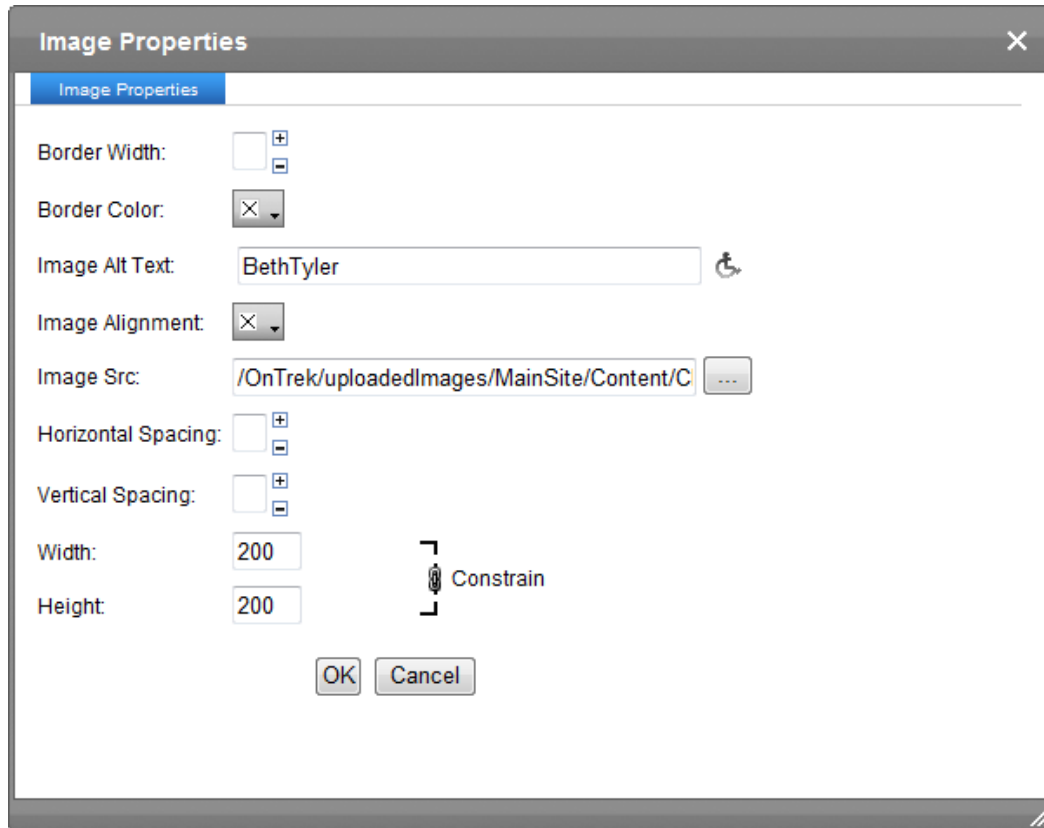 Image Properties
Image Properties
Border Width:
Border Color:
Image Alt Text: BethTyler
Image Alignment:
Image Src: /OnTrek/uploadedImages/MainSite/Content/C ...
Horizontal Spacing:
Vertical Spacing:
Width: 200
Constrain
Height: 200
OK Cancel